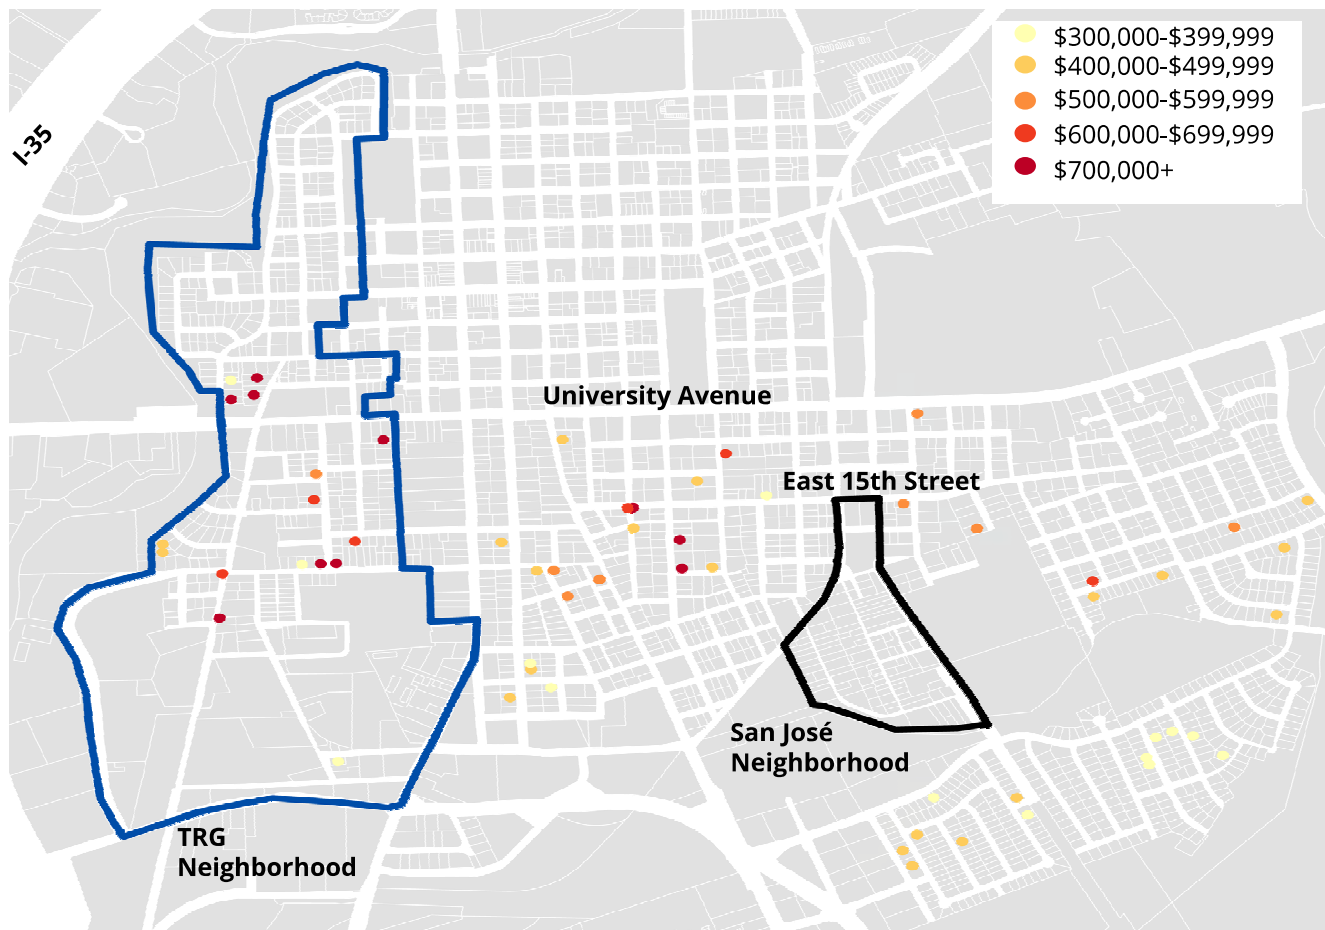 $300,000-$399,999
$400,000-$499,999
$500,000-$599,999
$600,000-$699,999
$700,000+
I-35
University Avenue
East 15th Street
San José
Neighborhood
TRG
Neighborhood